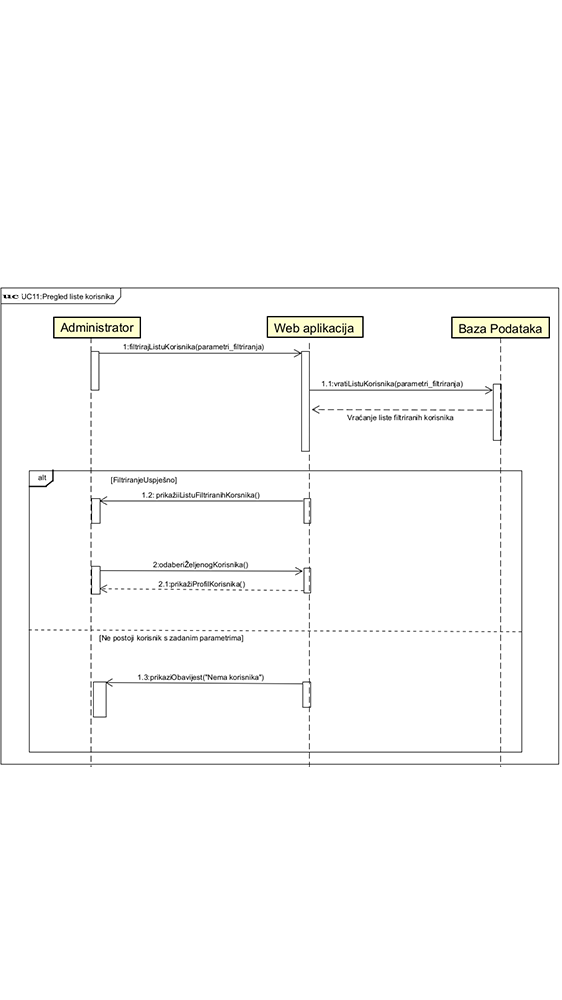 uc UC11:Pregled liste korisnika
Administrator
Web aplikacija
Baza Podataka
1:filtrirajListuKorisnika(parametri_filtriranja)
1.1:vratiListuKorisnika(parametri_filtriranja)
Vraćanje liste filtriranih korisnika
alt
[FiltriranjeUspješno]
1.2: prikažiiListuFiltriranihKorsnika()
2:odaberiŽeljenogKorisnika()
2.1:prikažiProfilKorisnika()
[Ne postoji korisnik s zadanim parametrima]
1.3:prikaziObavijest("Nema korisnika")